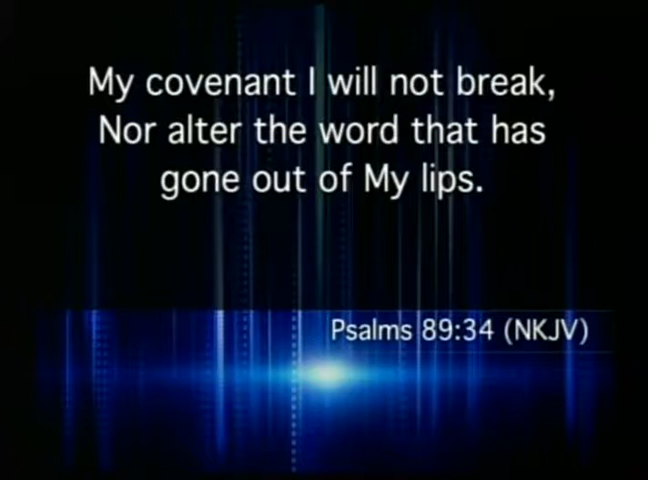 My covenant I will not break,
Nor alter the word that has
gone out of My lips.
Psalms 89:34 (NKJV)